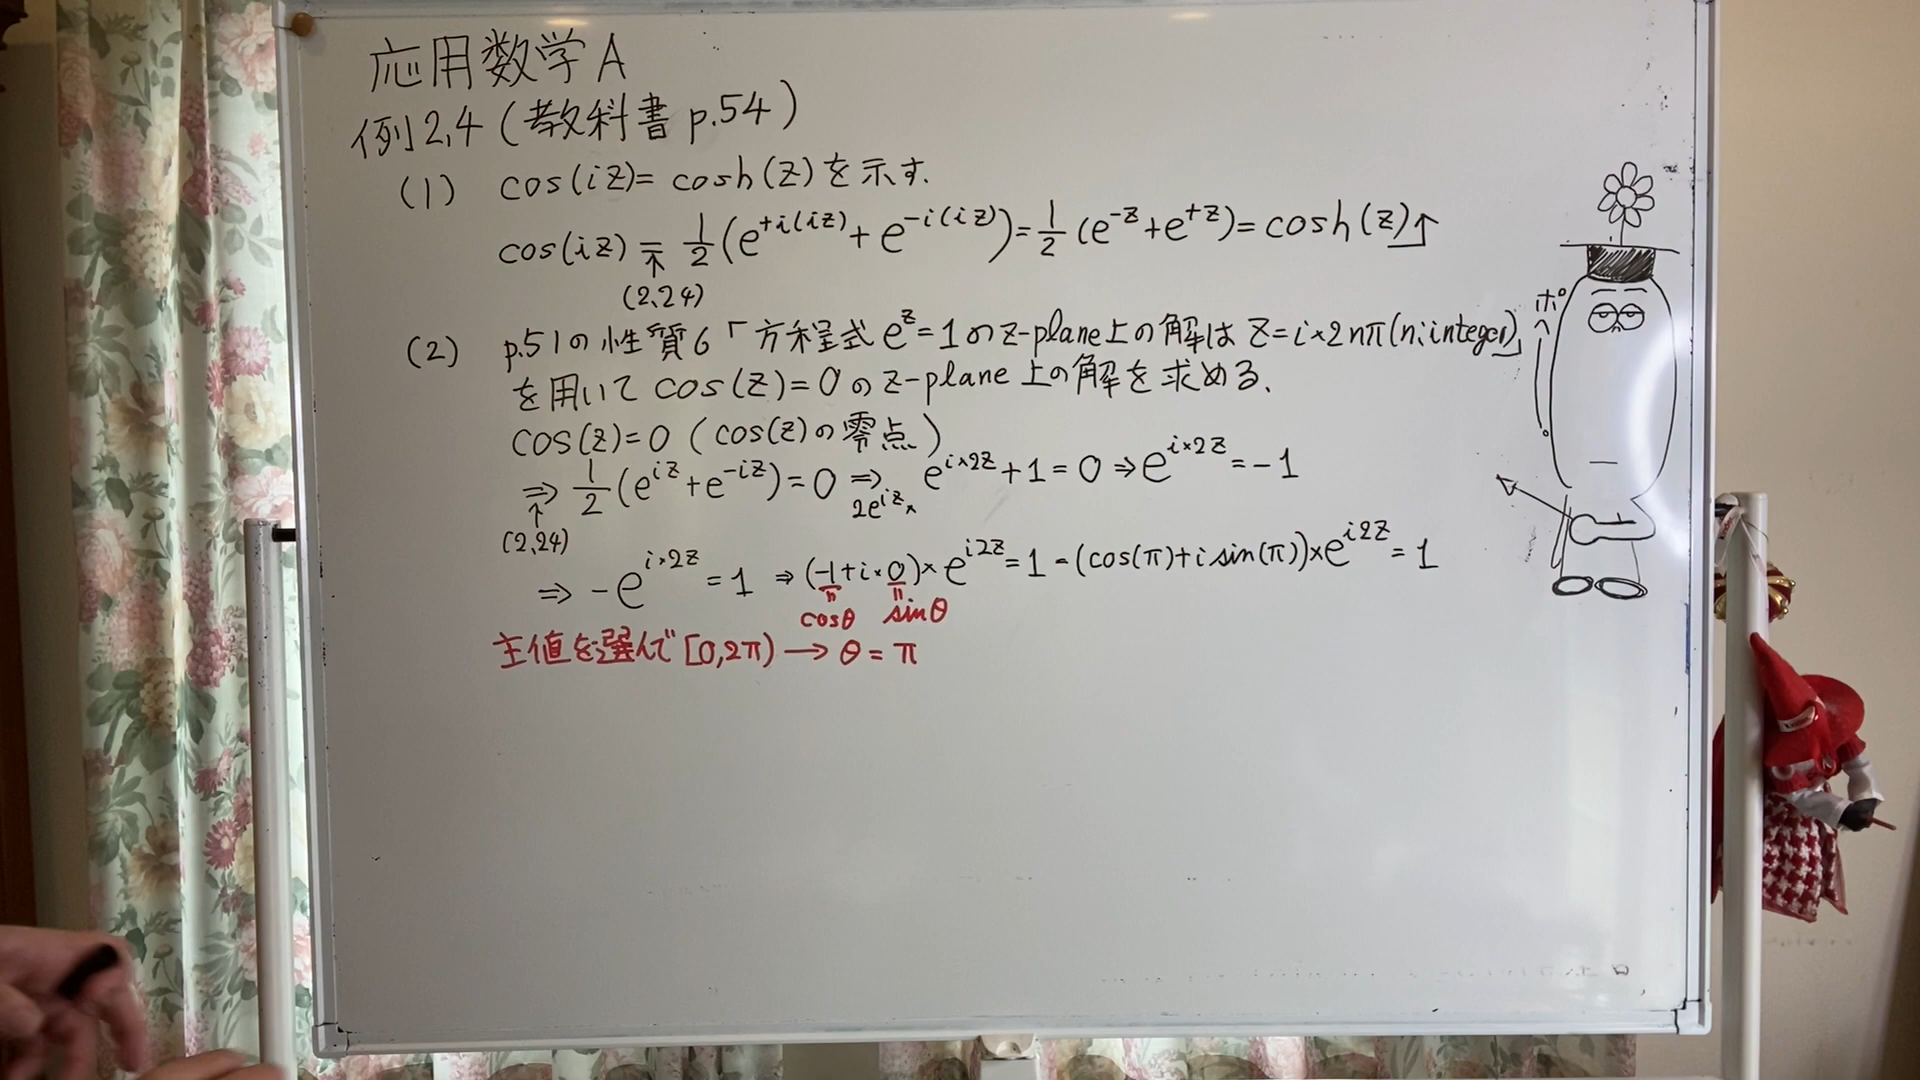 応用数学A
例2.4(教科書 p.54)
(1) cos(iz)= cosh(z)を示す.
cos(iz) = 1/2 (e^{+i(iz)} + e^{-i(iz)}) = 1/2 (e^{-z} + e^{+z}) = cosh(z)↑
↑
(2.24)
(2) p.51の性質6「方程式 e^z = 1 の z-plane上の解は z=i×2nπ(n:integer)」
を用いて cos(z)=0 の z-plane 上の解を求める.
cos(z)=0 (cos(z)の零点)
⇒ 1/2 (e^{iz}+e^{-iz})=0 ⇒ e^{i×2z}+1=0 ⇒ e^{i×2z}=-1
↑ 2e^{iz}×
(2.24)
⇒ -e^{i×2z}=1 ⇒ (-1+i×0)×e^{i2z}=1 - (cos(π)+i sin(π))×e^{i2z}=1
cosθ sinθ
主値を選んで [0,2π) → θ=π
ポ
へ
。